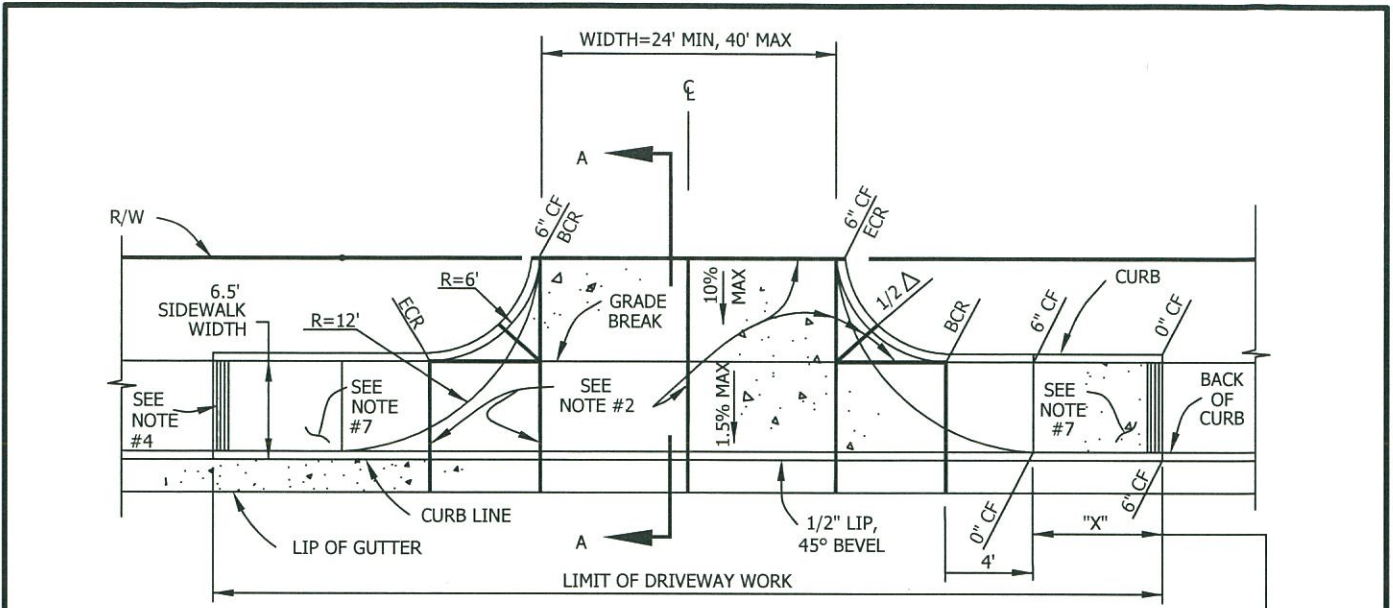 WIDTH=24' MIN, 40' MAX
℄
A
R/W
6" CF
BCR
6" CF
ECR
6.5'
SIDEWALK
WIDTH
R=6'
R=12'
ECR
GRADE
BREAK
10%
MAX
1/2 Δ
BCR
6" CF
CURB
0" CF
SEE
NOTE
#4
SEE
NOTE
#7
SEE
NOTE #2
1.5% MAX
SEE
NOTE
#7
BACK
OF
CURB
CURB LINE
LIP OF GUTTER
A
1/2" LIP,
45° BEVEL
0" CF
6" CF
"X"
4'
LIMIT OF DRIVEWAY WORK